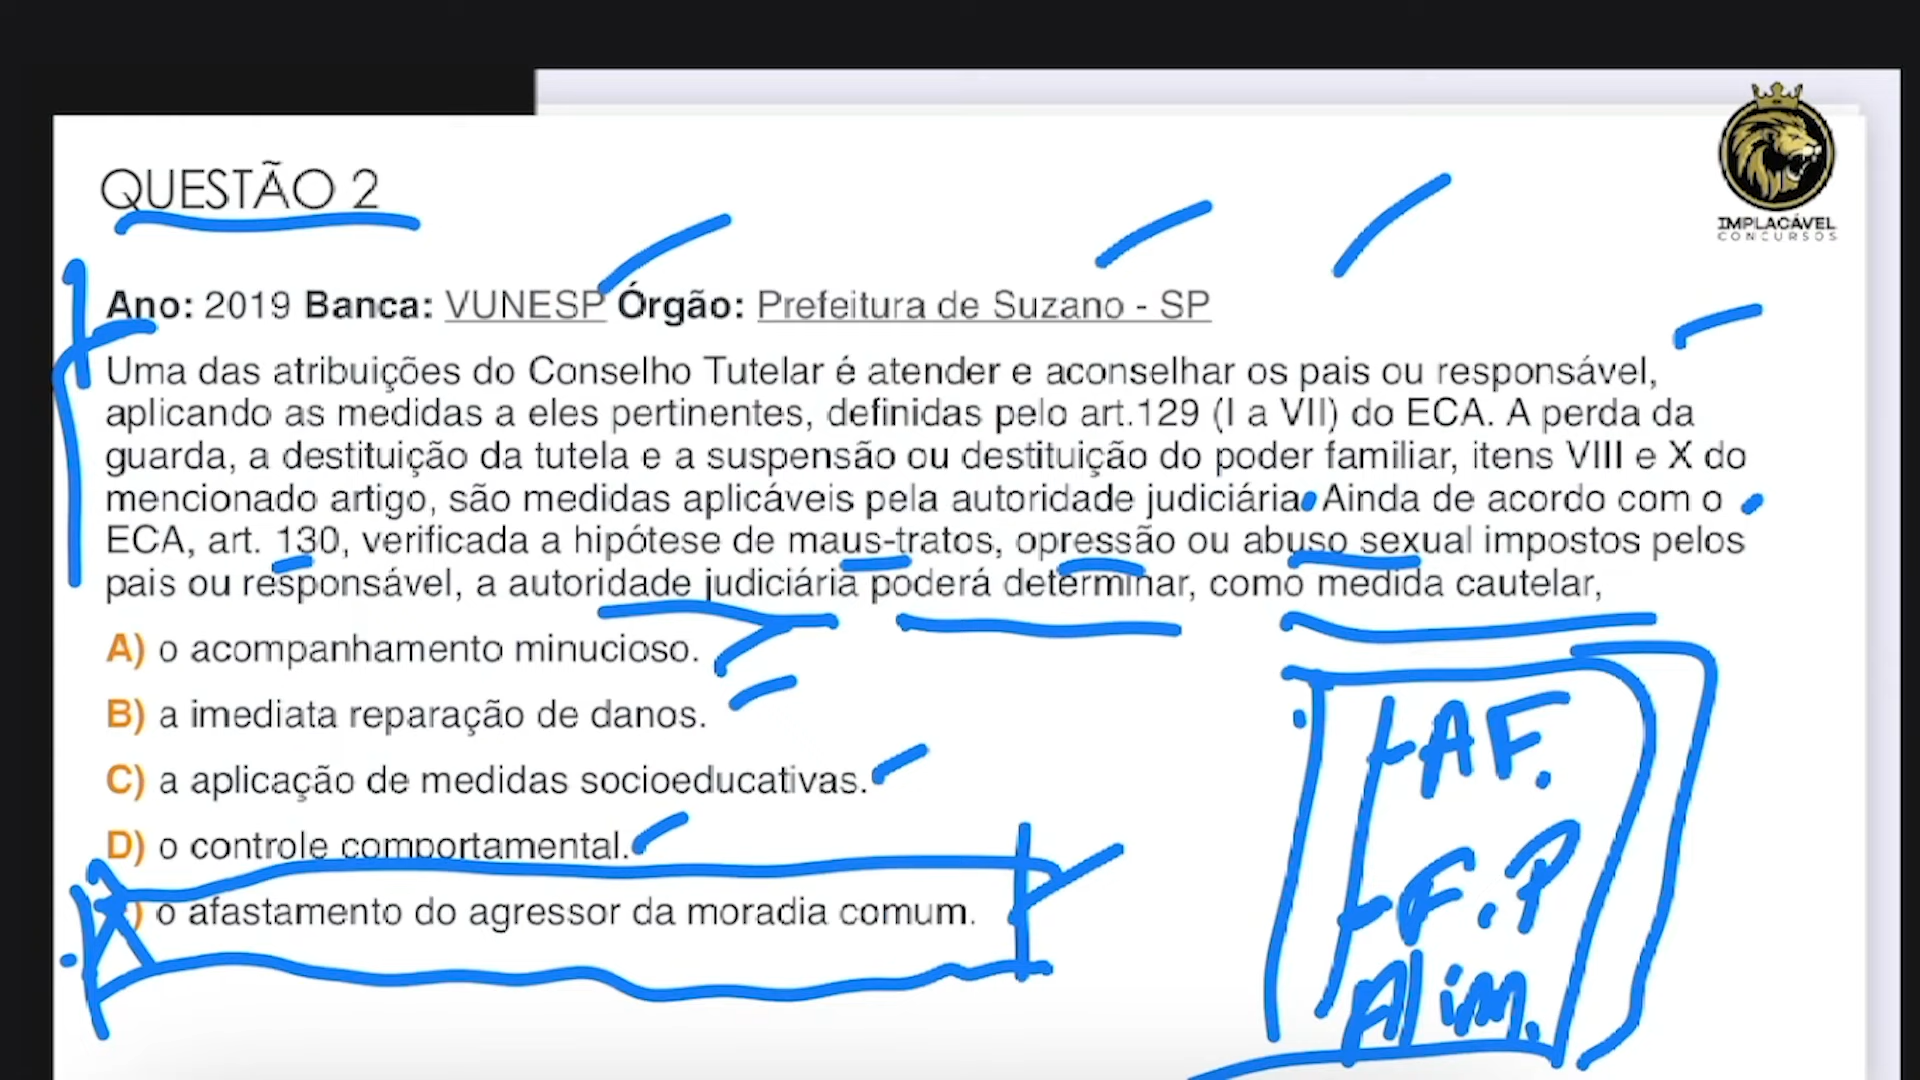 IMPLACÁVEL
CONCURSOS
QUESTÃO 2
Ano: 2019 Banca: VUNESP Órgão: Prefeitura de Suzano - SP
Uma das atribuições do Conselho Tutelar é atender e aconselhar os pais ou responsável,
aplicando as medidas a eles pertinentes, definidas pelo art.129 (I a VII) do ECA. A perda da
guarda, a destituição da tutela e a suspensão ou destituição do poder familiar, itens VIII e X do
mencionado artigo, são medidas aplicáveis pela autoridade judiciária. Ainda de acordo com o
ECA, art. 130, verificada a hipótese de maus-tratos, opressão ou abuso sexual impostos pelos
pais ou responsável, a autoridade judiciária poderá determinar, como medida cautelar,
A) o acompanhamento minucioso.
B) a imediata reparação de danos.
C) a aplicação de medidas socioeducativas.
D) o controle comportamental.
) o afastamento do agressor da moradia comum.
AF.
F.P
Alim.